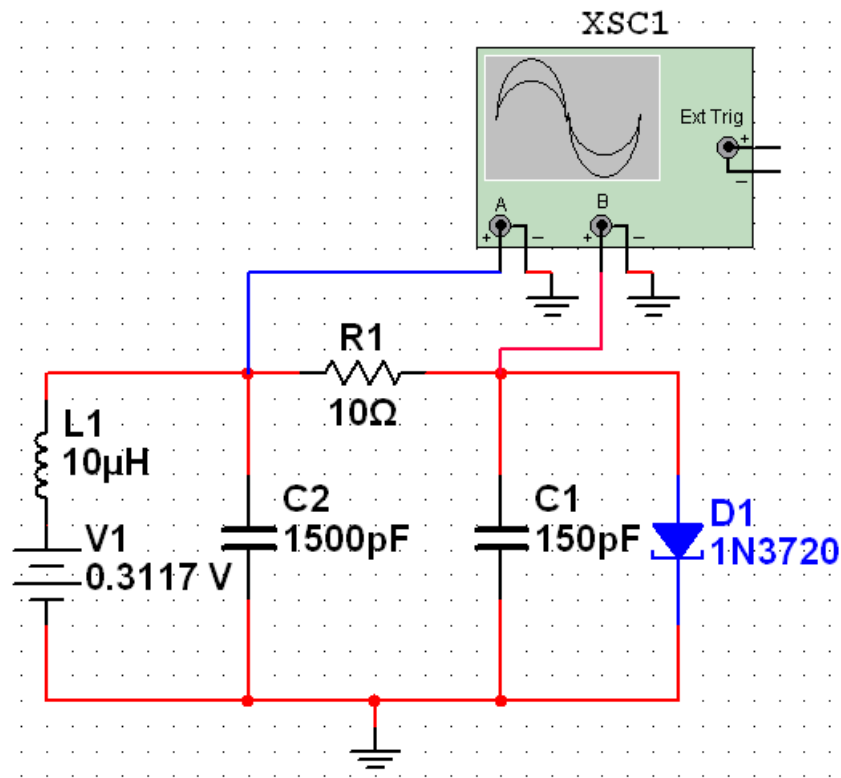 XSC1
Ext Trig
+
−
A
B
+
−
+
−
R1
10Ω
L1
10µH
V1
0.3117 V
C2
1500pF
C1
150pF
D1
1N3720